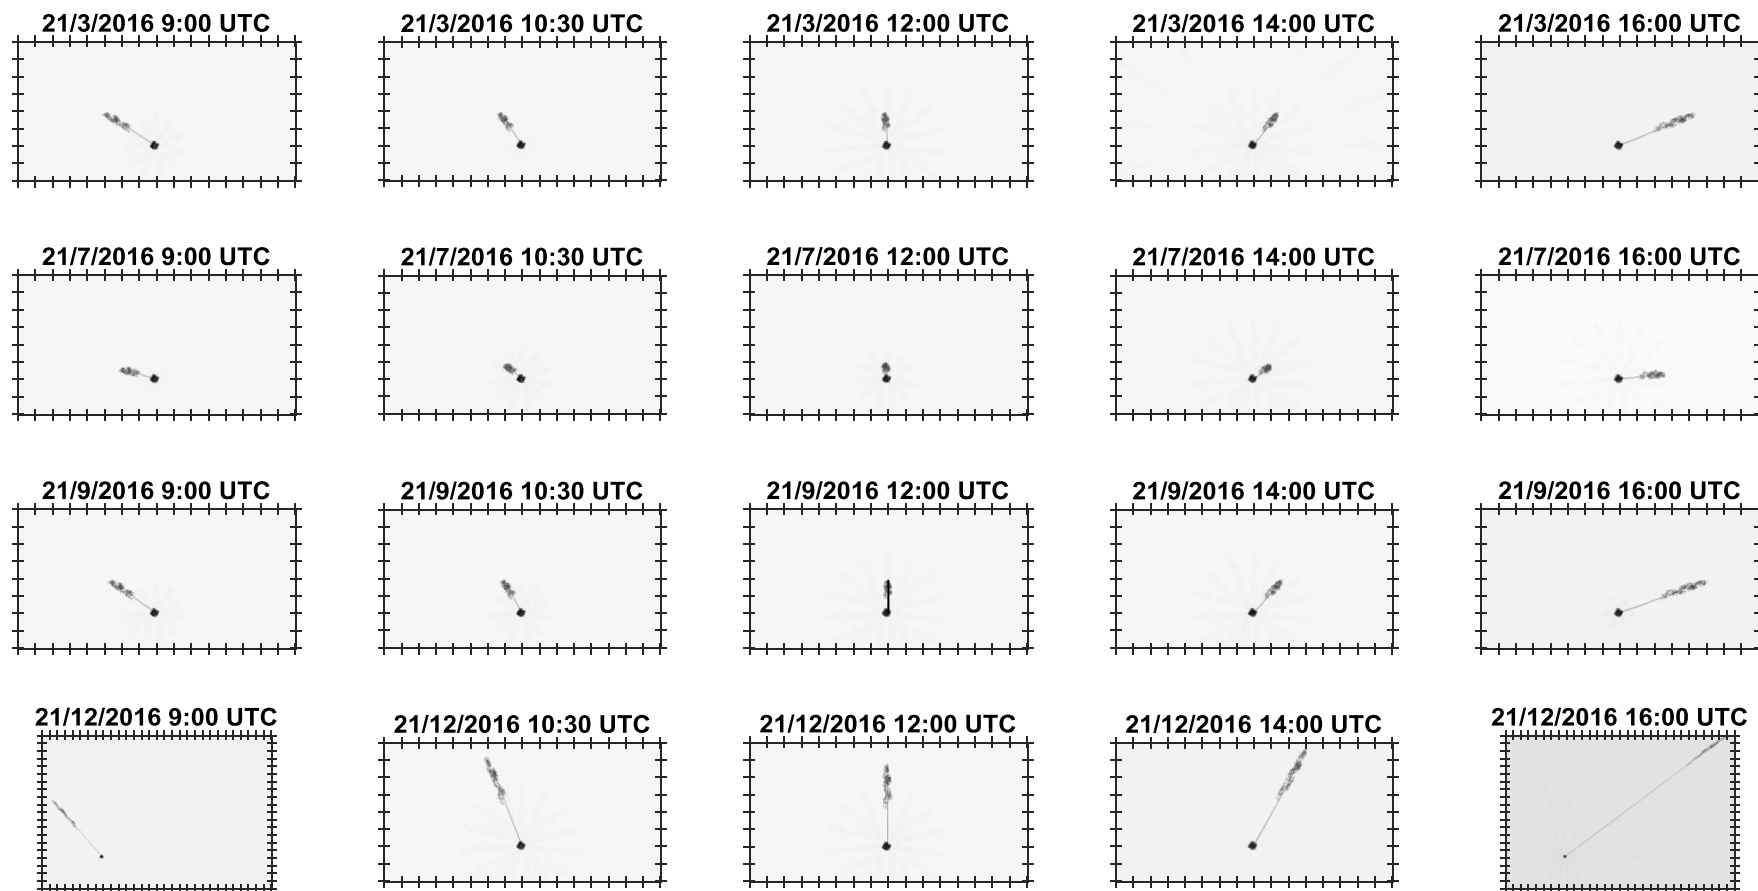 21/3/2016 9:00 UTC
21/3/2016 10:30 UTC
21/3/2016 12:00 UTC
21/3/2016 14:00 UTC
21/3/2016 16:00 UTC
21/7/2016 9:00 UTC
21/7/2016 10:30 UTC
21/7/2016 12:00 UTC
21/7/2016 14:00 UTC
21/7/2016 16:00 UTC
21/9/2016 9:00 UTC
21/9/2016 10:30 UTC
21/9/2016 12:00 UTC
21/9/2016 14:00 UTC
21/9/2016 16:00 UTC
21/12/2016 9:00 UTC
21/12/2016 10:30 UTC
21/12/2016 12:00 UTC
21/12/2016 14:00 UTC
21/12/2016 16:00 UTC